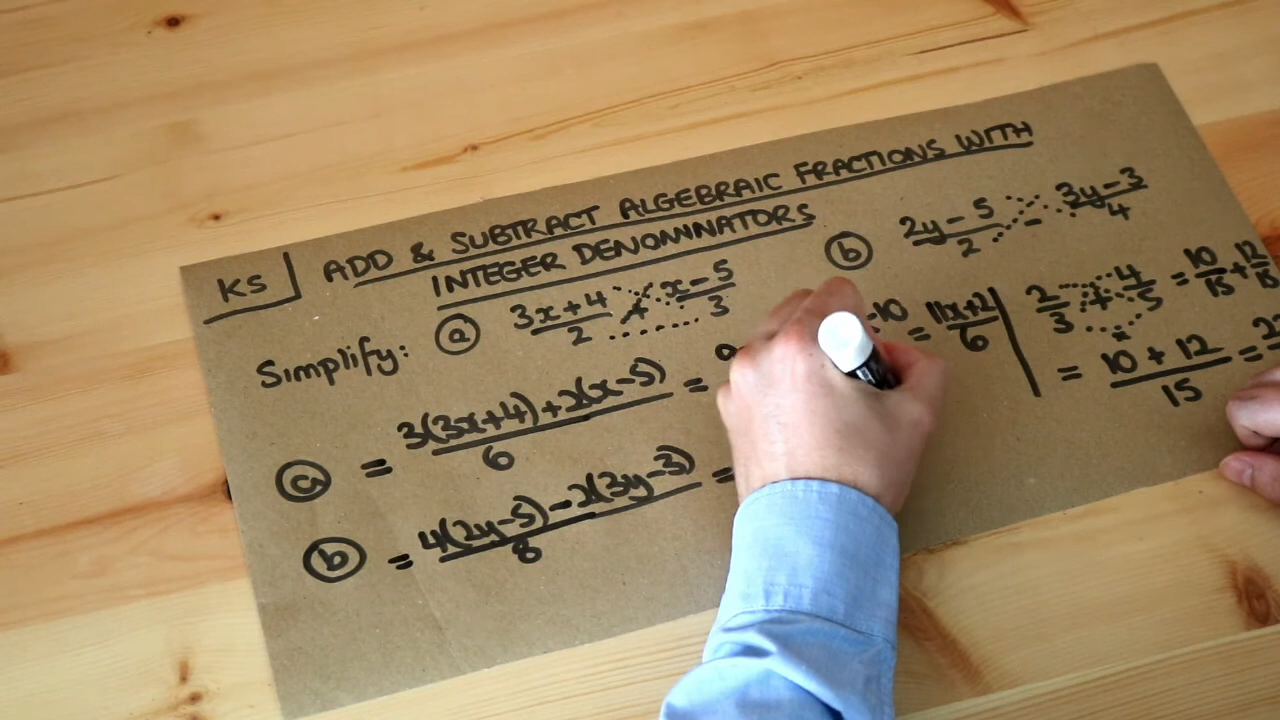 KS ADD & SUBTRACT ALGEBRAIC FRACTIONS WITH
INTEGER DENOMINATORS
Simplify: (a) (3x+4)/2 + (x-5)/3
(b) (2y-5)/2 - (3y-3)/4
(a) = (3(3x+4)+2(x-5))/6 = -10 = (11x+2)/6
(b) = (4(2y-5)-2(3y-3))/8 =
2/3 + 4/5 = 10/15 + 12/15
= (10+12)/15 =